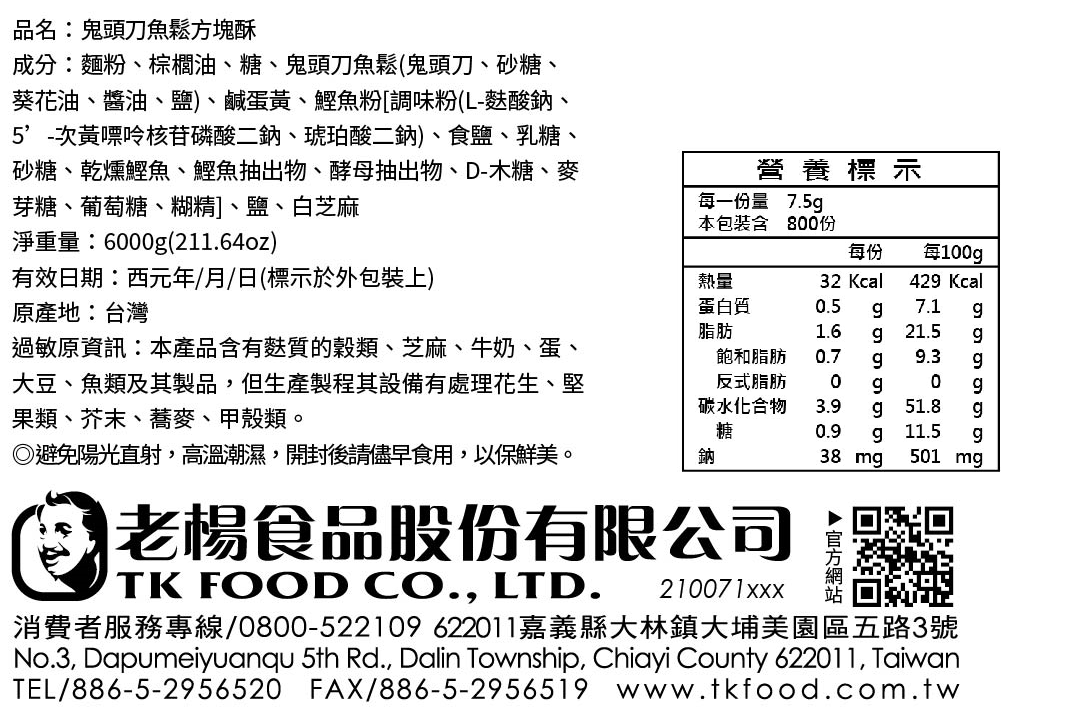 品名：鬼頭刀魚鬆方塊酥
成分：麵粉、棕櫚油、糖、鬼頭刀魚鬆(鬼頭刀、砂糖、
葵花油、醬油、鹽)、鹹蛋黃、鰹魚粉[調味粉(L-麩酸鈉、
5’-次黃嘌呤核苷磷酸二鈉、琥珀酸二鈉)、食鹽、乳糖、
砂糖、乾燻鰹魚、鰹魚抽出物、酵母抽出物、D-木糖、麥
芽糖、葡萄糖、糊精]、鹽、白芝麻
淨重量：6000g(211.64oz)
有效日期：西元年/月/日(標示於外包裝上)
原產地：台灣
過敏原資訊：本產品含有麩質的穀類、芝麻、牛奶、蛋、
大豆、魚類及其製品，但生產製程其設備有處理花生、堅
果類、芥末、蕎麥、甲殼類。
◎避免陽光直射，高溫潮濕，開封後請儘早食用，以保鮮美。
營養標示
每一份量 7.5g
本包裝含 800份
每份 每100g
熱量 32 Kcal 429 Kcal
蛋白質 0.5 g 7.1 g
脂肪 1.6 g 21.5 g
飽和脂肪 0.7 g 9.3 g
反式脂肪 0 g 0 g
碳水化合物 3.9 g 51.8 g
糖 0.9 g 11.5 g
鈉 38 mg 501 mg
老楊食品股份有限公司
TK FOOD CO., LTD. 210071xxx
▶官方網站
消費者服務專線/0800-522109 622011嘉義縣大林鎮大埔美園區五路3號
No.3, Dapumeiyuanqu 5th Rd., Dalin Township, Chiayi County 622011, Taiwan
TEL/886-5-2956520 FAX/886-5-2956519 www.tkfood.com.tw